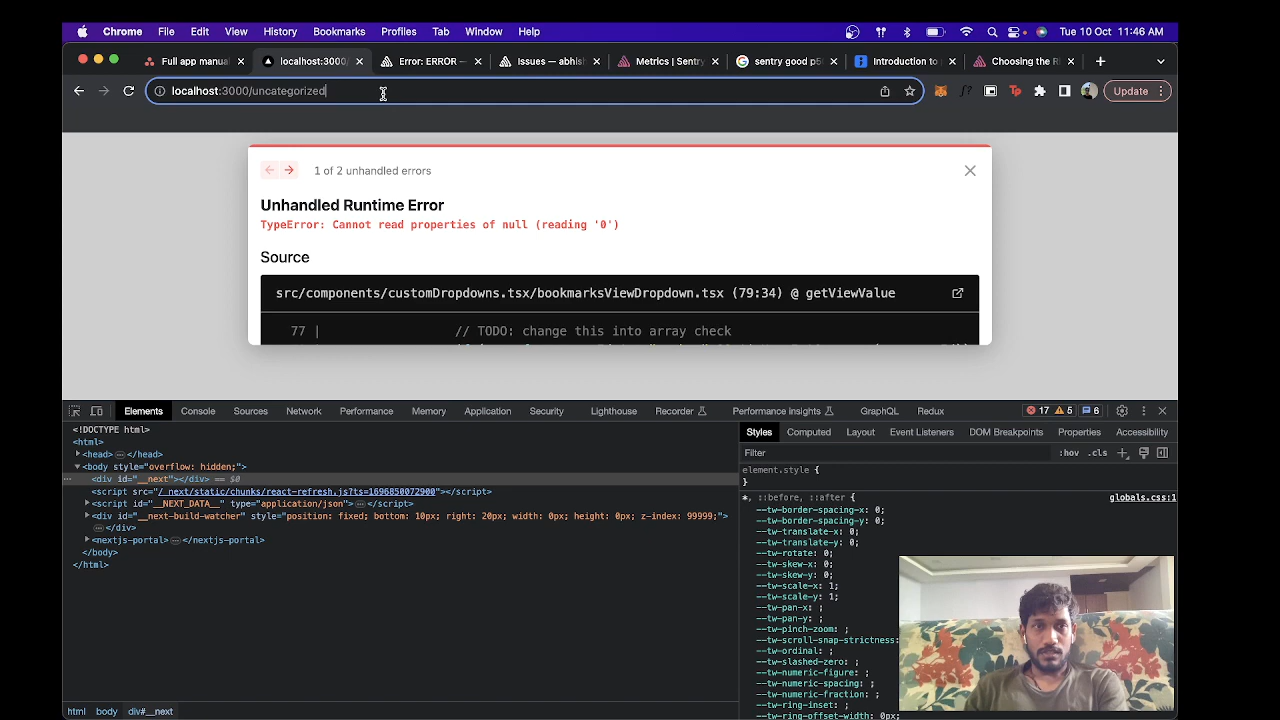 Chrome File Edit View History Bookmarks Profiles Tab Window Help Tue 10 Oct 11:46 AM
Full app manual localhost:3000/ Error: ERROR — Issues — abhis Metrics | Sentry sentry good p5 Introduction to Choosing the Ri
localhost:3000/uncategorized Update
1 of 2 unhandled errors
Unhandled Runtime Error
TypeError: Cannot read properties of null (reading '0')
Source
src/components/customDropdowns.tsx/bookmarksViewDropdown.tsx (79:34) @ getViewValue
77 | // TODO: change this into array check
Elements Console Sources Network Performance Memory Application Security Lighthouse Recorder Performance insights GraphQL Redux 17 5 6
<!DOCTYPE html>
<html>
<head> … </head>
<body style="overflow: hidden;">
… <div id="__next"></div> == $0
<script src="/_next/static/chunks/react-refresh.js?ts=1696850072900"></script>
<script id="__NEXT_DATA__" type="application/json"> … </script>
<div id="__next-build-watcher" style="position: fixed; bottom: 10px; right: 20px; width: 0px; height: 0px; z-index: 99999;">
… </div>
<nextjs-portal> … </nextjs-portal>
</body>
</html>
html body div#__next
Styles Computed Layout Event Listeners DOM Breakpoints Properties Accessibility
Filter :hov .cls
element.style {
}
*, ::before, ::after { globals.css:1
--tw-border-spacing-x: 0;
--tw-border-spacing-y: 0;
--tw-translate-x: 0;
--tw-translate-y: 0;
--tw-rotate: 0;
--tw-skew-x: 0;
--tw-skew-y: 0;
--tw-scale-x: 1;
--tw-scale-y: 1;
--tw-pan-x: ;
--tw-pan-y: ;
--tw-pinch-zoom: ;
--tw-scroll-snap-strictness:
--tw-ordinal: ;
--tw-slashed-zero: ;
--tw-numeric-figure: ;
--tw-numeric-spacing: ;
--tw-numeric-fraction: ;
--tw-ring-inset: ;
--tw-ring-offset-width: 0px;